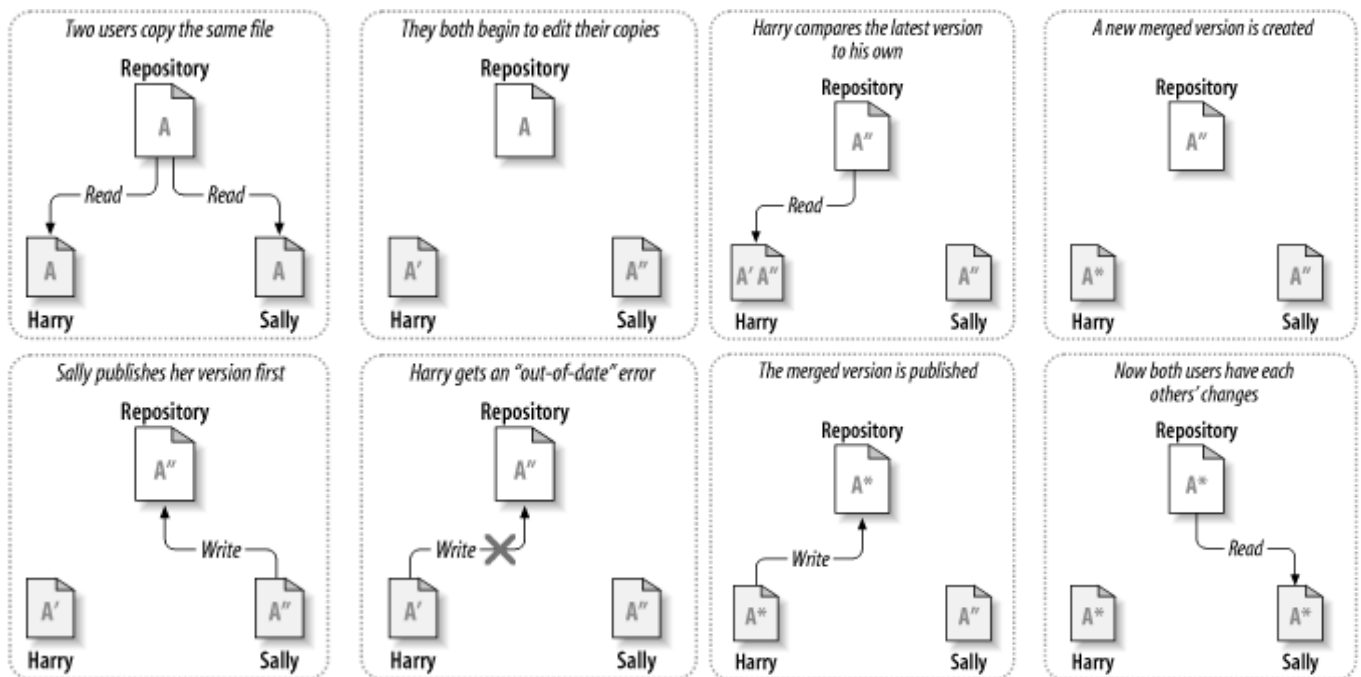 Two users copy the same file
Repository
A
Read
Read
A
A
Harry
Sally
They both begin to edit their copies
Repository
A
A′
A″
Harry
Sally
Sally publishes her version first
Repository
A″
Write
A′
A″
Harry
Sally
Harry gets an “out-of-date” error
Repository
A″
Write
A′
A″
Harry
Sally
Harry compares the latest version
to his own
Repository
A″
Read
A′ A″
A″
Harry
Sally
A new merged version is created
Repository
A″
A*
A″
Harry
Sally
The merged version is published
Repository
A*
Write
A*
A″
Harry
Sally
Now both users have each
others’ changes
Repository
A*
Read
A*
A*
Harry
Sally